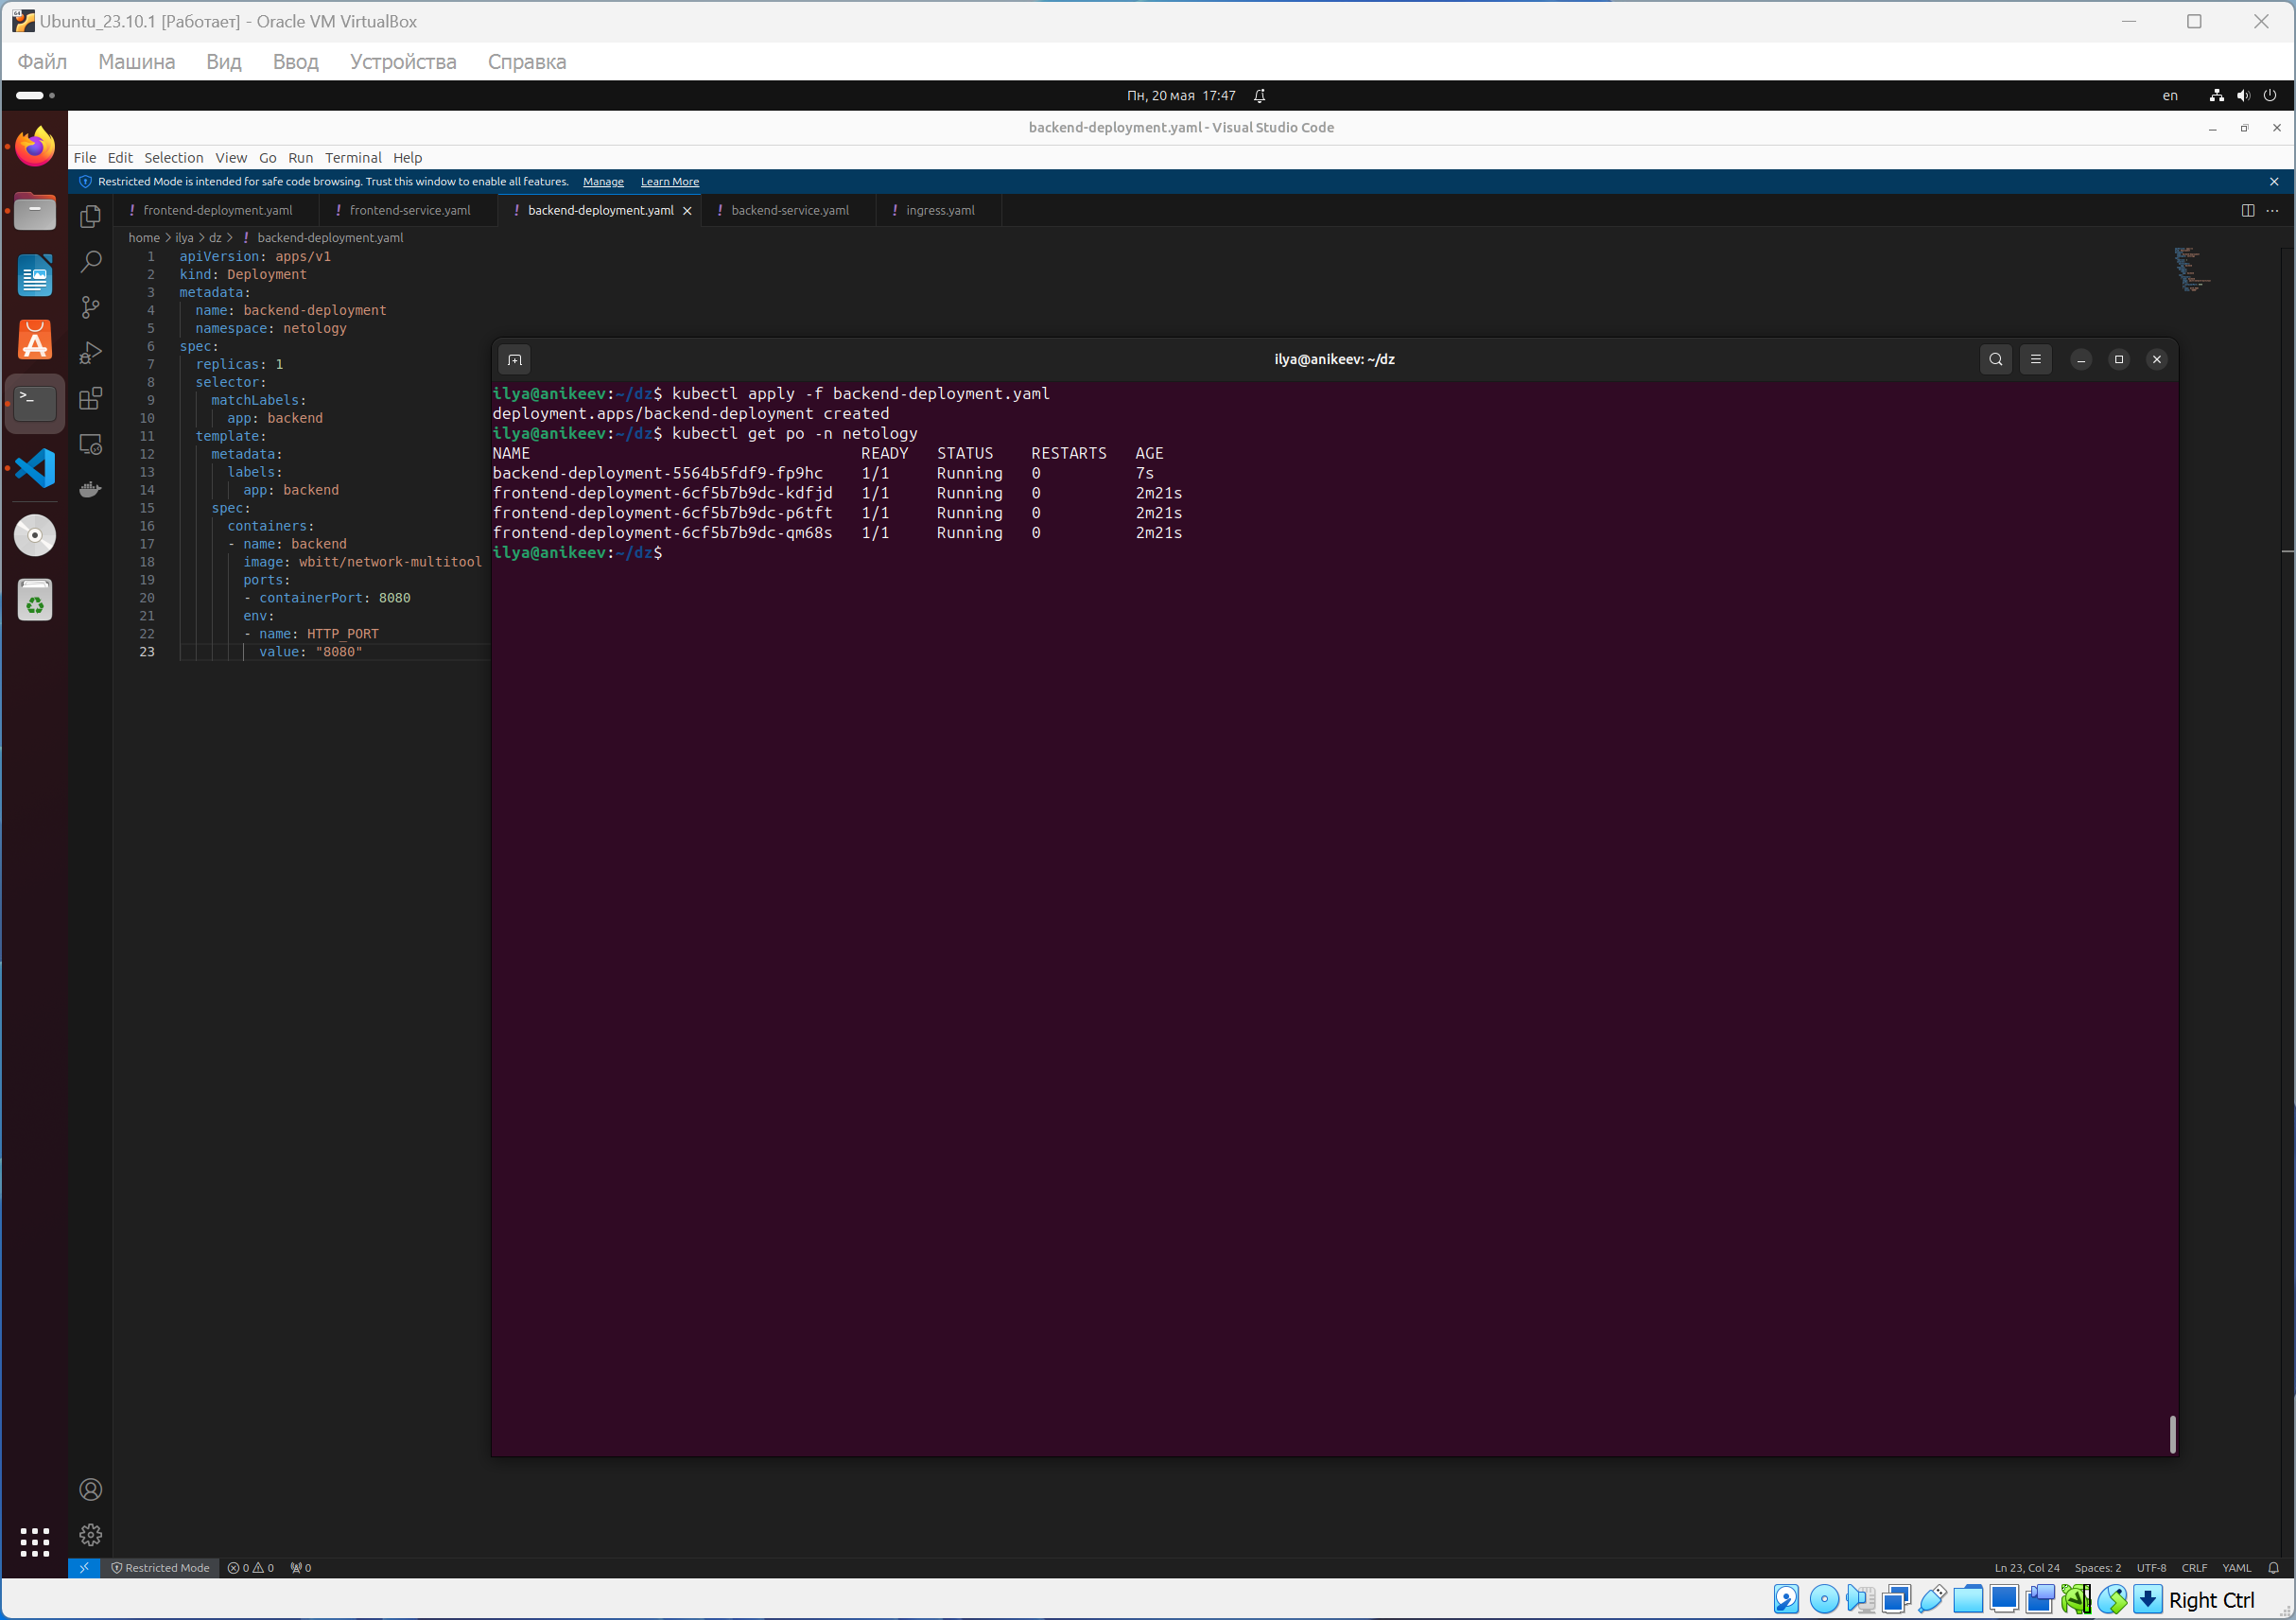 Ubuntu_23.10.1 [Работает] - Oracle VM VirtualBox
Файл Машина Вид Ввод Устройства Справка
Пн, 20 мая 17:47
en
backend-deployment.yaml - Visual Studio Code
File Edit Selection View Go Run Terminal Help
Restricted Mode is intended for safe code browsing. Trust this window to enable all features. Manage Learn More
! frontend-deployment.yaml ! frontend-service.yaml ! backend-deployment.yaml ! backend-service.yaml ! ingress.yaml
home > ilya > dz > ! backend-deployment.yaml
1 apiVersion: apps/v1
2 kind: Deployment
3 metadata:
4 name: backend-deployment
5 namespace: netology
6 spec:
7 replicas: 1
8 selector:
9 matchLabels:
10 app: backend
11 template:
12 metadata:
13 labels:
14 app: backend
15 spec:
16 containers:
17 - name: backend
18 image: wbitt/network-multitool
19 ports:
20 - containerPort: 8080
21 env:
22 - name: HTTP_PORT
23 value: "8080"
ilya@anikeev: ~/dz
ilya@anikeev:~/dz$ kubectl apply -f backend-deployment.yaml
deployment.apps/backend-deployment created
ilya@anikeev:~/dz$ kubectl get po -n netology
NAME READY STATUS RESTARTS AGE
backend-deployment-5564b5fdf9-fp9hc 1/1 Running 0 7s
frontend-deployment-6cf5b7b9dc-kdfjd 1/1 Running 0 2m21s
frontend-deployment-6cf5b7b9dc-p6tft 1/1 Running 0 2m21s
frontend-deployment-6cf5b7b9dc-qm68s 1/1 Running 0 2m21s
ilya@anikeev:~/dz$
Restricted Mode 0 0 0
Ln 23, Col 24 Spaces: 2 UTF-8 CRLF YAML
Right Ctrl